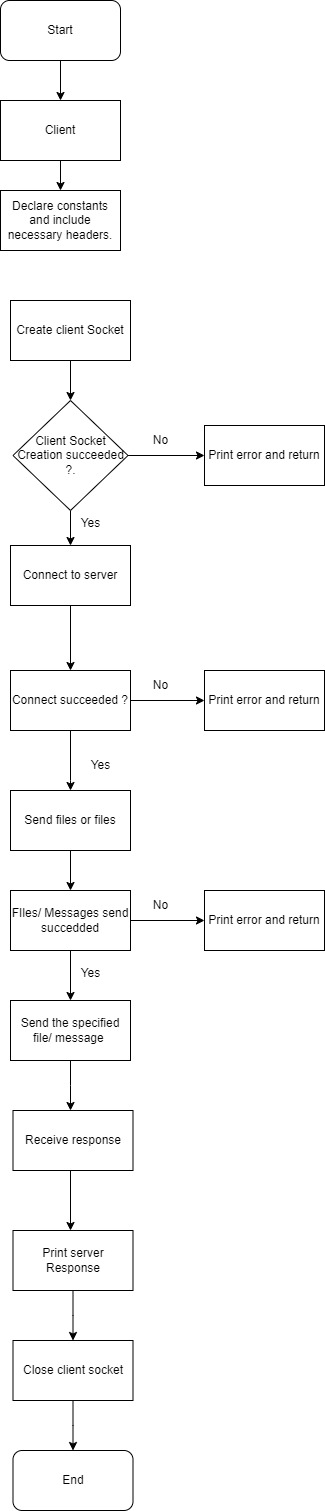 Start
Client
Declare constants
and include
necessary headers.
Create client Socket
Client Socket
Creation succeeded
?.
No
Print error and return
Yes
Connect to server
Connect succeeded ?
No
Print error and return
Yes
Send files or files
FIles/ Messages send
succedded
No
Print error and return
Yes
Send the specified
file/ message
Receive response
Print server
Response
Close client socket
End